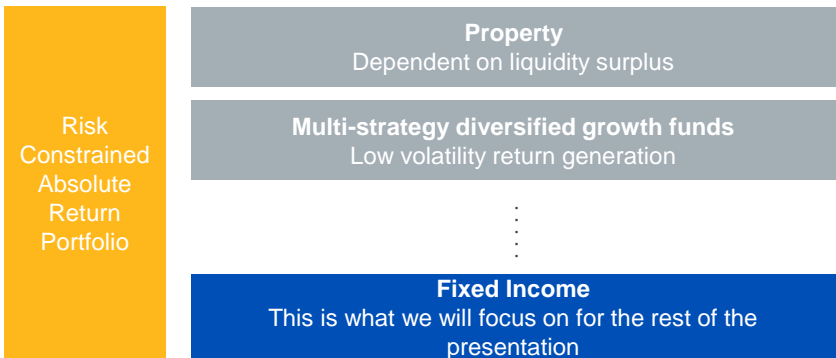 Risk
Constrained
Absolute
Return
Portfolio
Property
Dependent on liquidity surplus
Multi-strategy diversified growth funds
Low volatility return generation
Fixed Income
This is what we will focus on for the rest of the
presentation